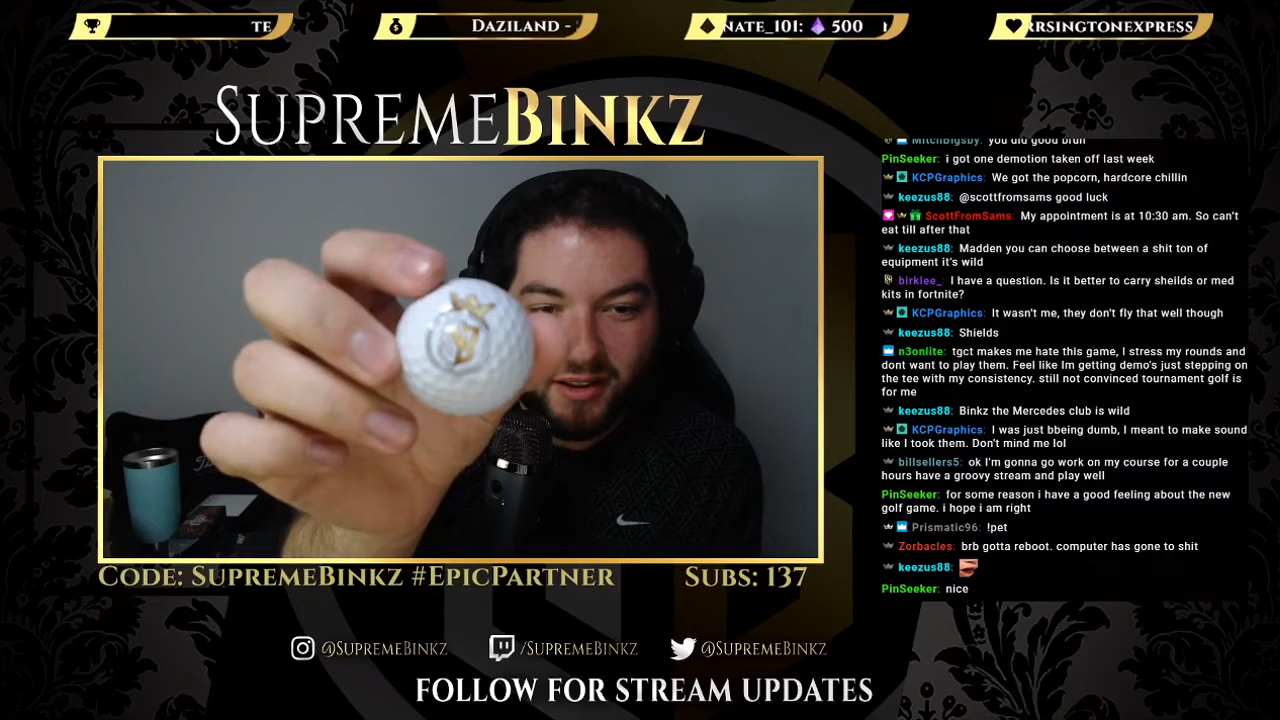 TE
DAZILAND -
NATE_101: 500
RRSINGTONEXPRESS
SUPREMEBINKZ
MitchBigsby: you did good bruh
PinSeeker: i got one demotion taken off last week
KCPGraphics: We got the popcorn, hardcore chillin
keezus88: @scottfromsams good luck
ScottFromSams: My appointment is at 10:30 am. So can't
eat till after that
keezus88: Madden you can choose between a shit ton of
equipment it's wild
birklee_: I have a question. Is it better to carry sheilds or med
kits in fortnite?
KCPGraphics: It wasn't me, they don't fly that well though
keezus88: Shields
n3onlite: tgct makes me hate this game, I stress my rounds and
dont want to play them. Feel like Im getting demo's just stepping on
the tee with my consistency. still not convinced tournament golf is
for me
keezus88: Binkz the Mercedes club is wild
KCPGraphics: I was just bbeing dumb, I meant to make sound
like I took them. Don't mind me lol
billsellers5: ok I'm gonna go work on my course for a couple
hours have a groovy stream and play well
PinSeeker: for some reason i have a good feeling about the new
golf game. i hope i am right
Prismatic96: !pet
Zorbacles: brb gotta reboot. computer has gone to shit
keezus88:
PinSeeker: nice
CODE: SUPREMEBINKZ #EPICPARTNER
SUBS: 137
@SUPREMEBINKZ
/SUPREMEBINKZ
@SUPREMEBINKZ
FOLLOW FOR STREAM UPDATES